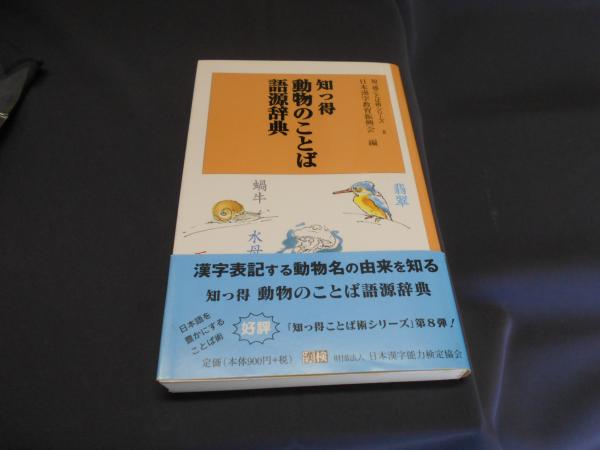 知っ得
動物のことば
語源辞典
知っ得ことば術シリーズ 8
日本漢字教育振興会 編
翡翠
蝸牛
水母
漢字表記する動物名の由来を知る
知っ得 動物のことば語源辞典
日本語を
豊かにする
ことば術
好評
「知っ得ことば術シリーズ」第8弾!
定価(本体900円+税)
漢検
財団法人 日本漢字能力検定協会